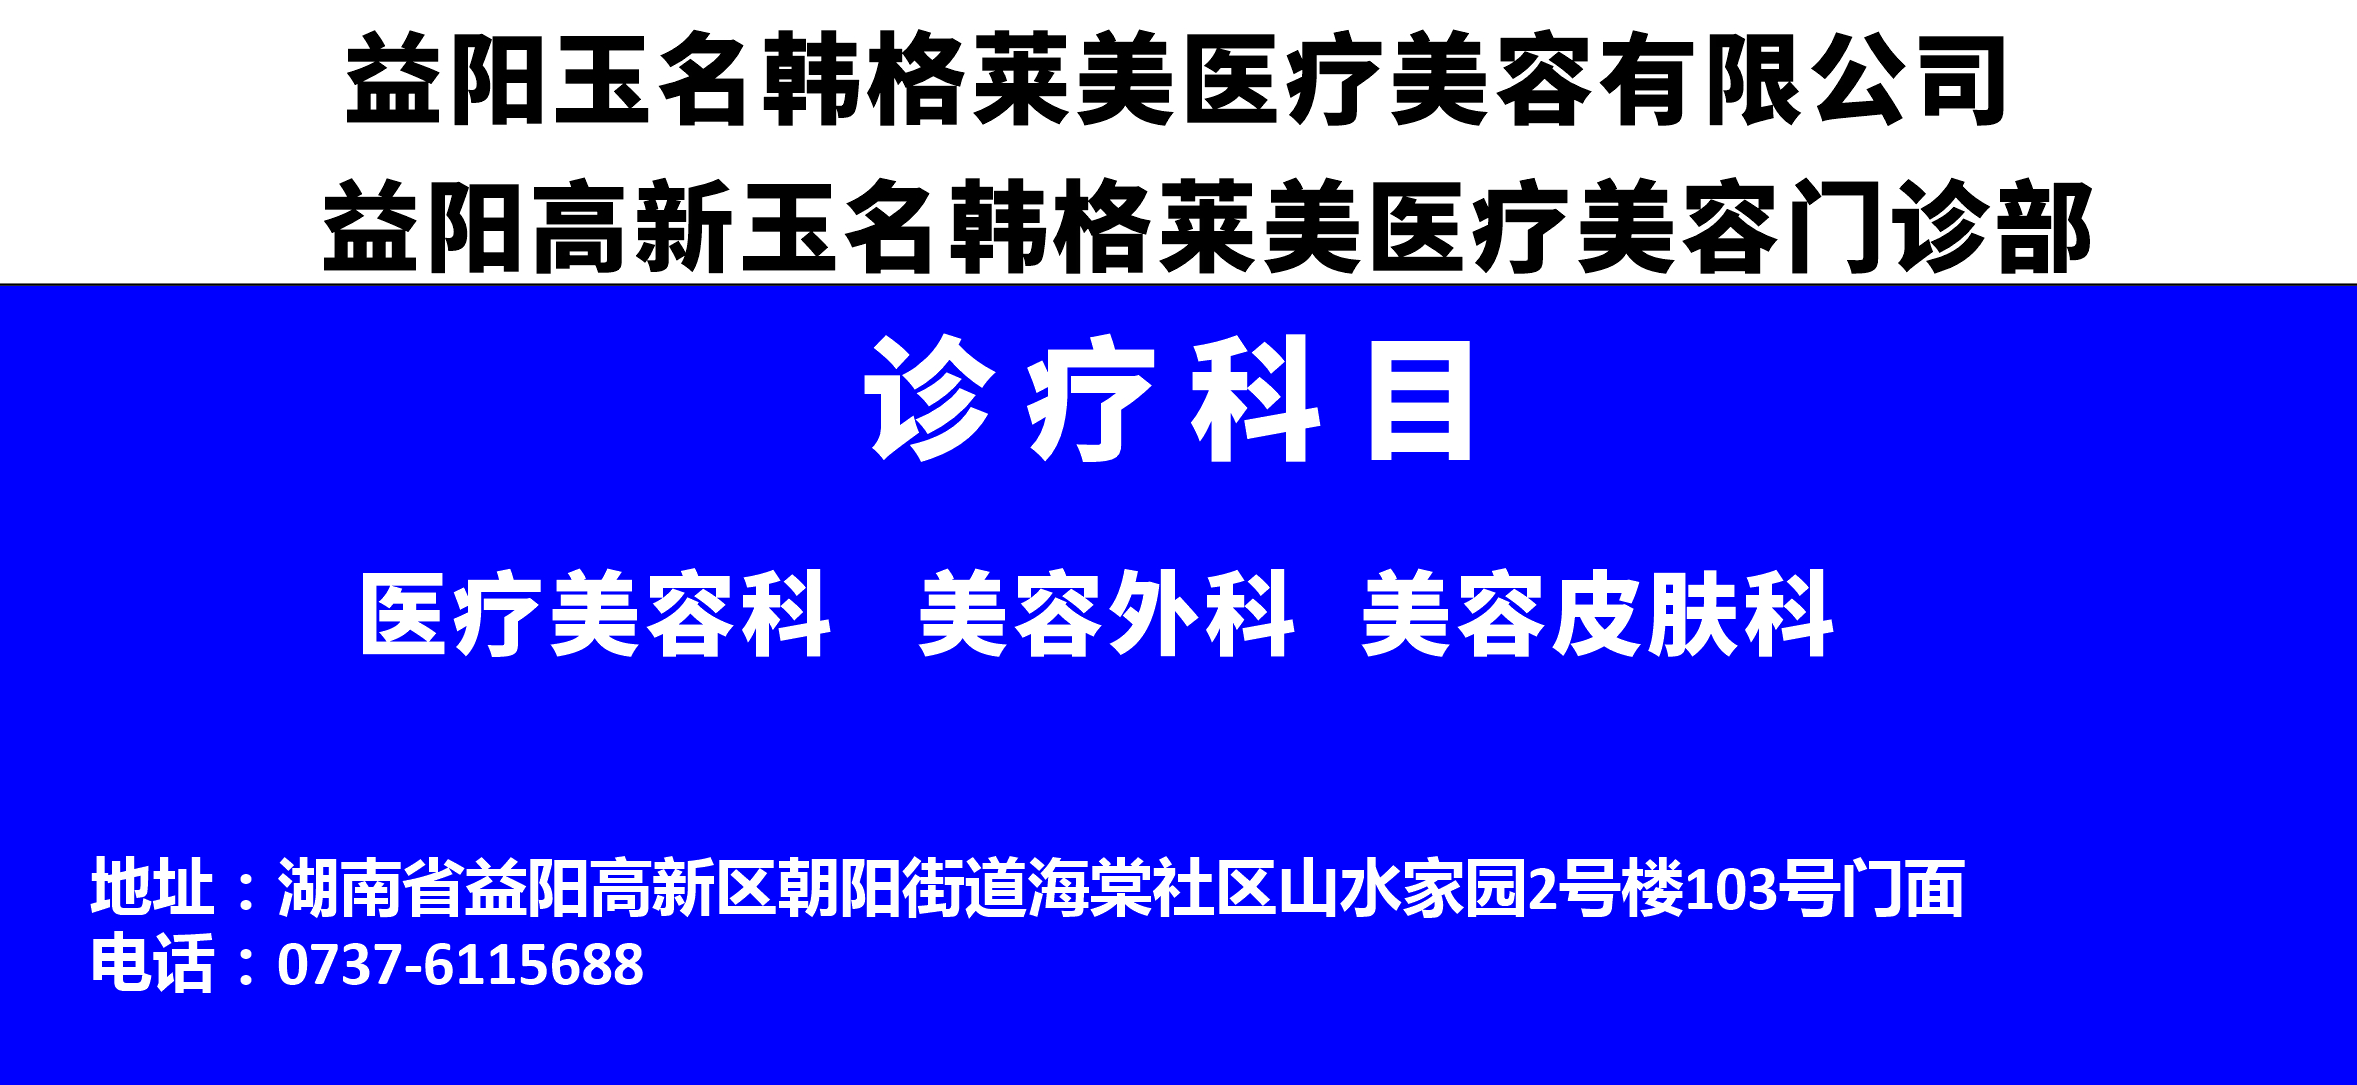 益阳玉名韩格莱美医疗美容有限公司
益阳高新玉名韩格莱美医疗美容门诊部
诊疗科目
医疗美容科 美容外科 美容皮肤科
地址：湖南省益阳高新区朝阳街道海棠社区山水家园2号楼103号门面
电话：0737-6115688